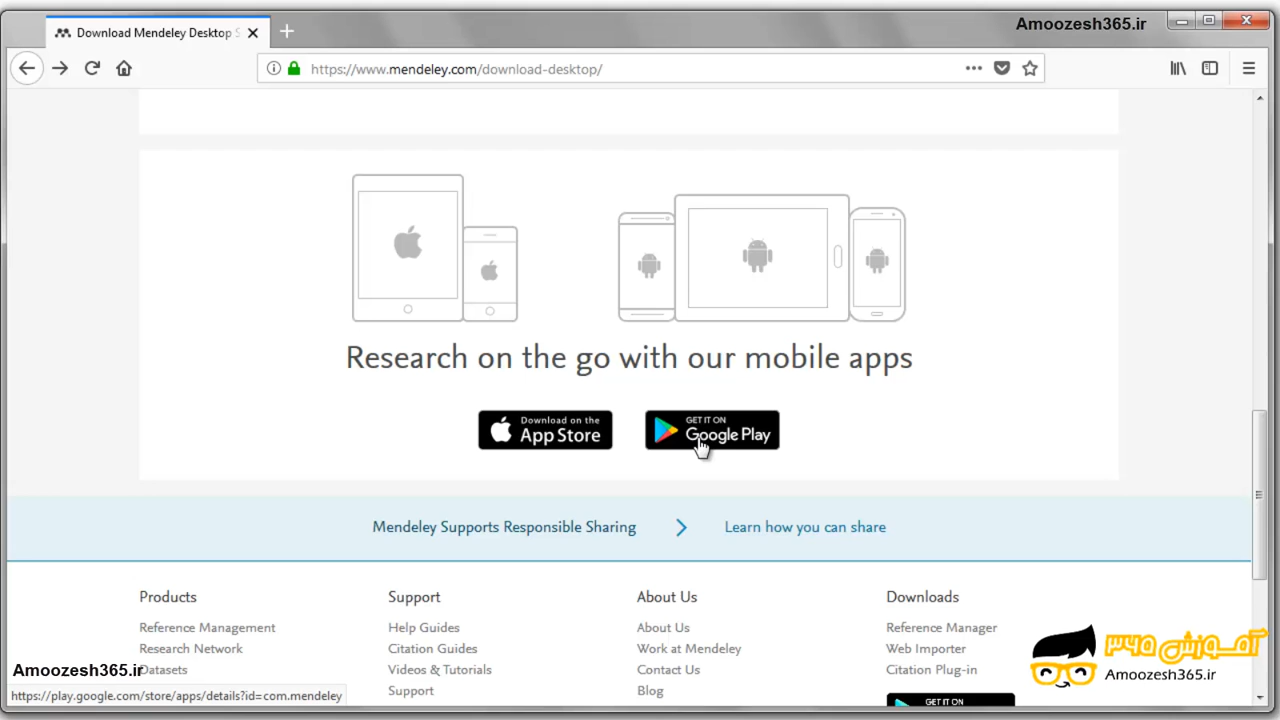 Amoozesh365.ir
Download Mendeley Desktop S
https://www.mendeley.com/download-desktop/
Research on the go with our mobile apps
Download on the
App Store
GET IT ON
Google Play
Mendeley Supports Responsible Sharing
Learn how you can share
Products
Support
About Us
Downloads
Reference Management
Help Guides
About Us
Reference Manager
Research Network
Citation Guides
Work at Mendeley
Web Importer
Datasets
Videos & Tutorials
Contact Us
Citation Plug-in
Support
Blog
GET IT ON
Amoozesh365.ir
https://play.google.com/store/apps/details?id=com.mendeley
آموزش ۳۶۵
Amoozesh365.ir